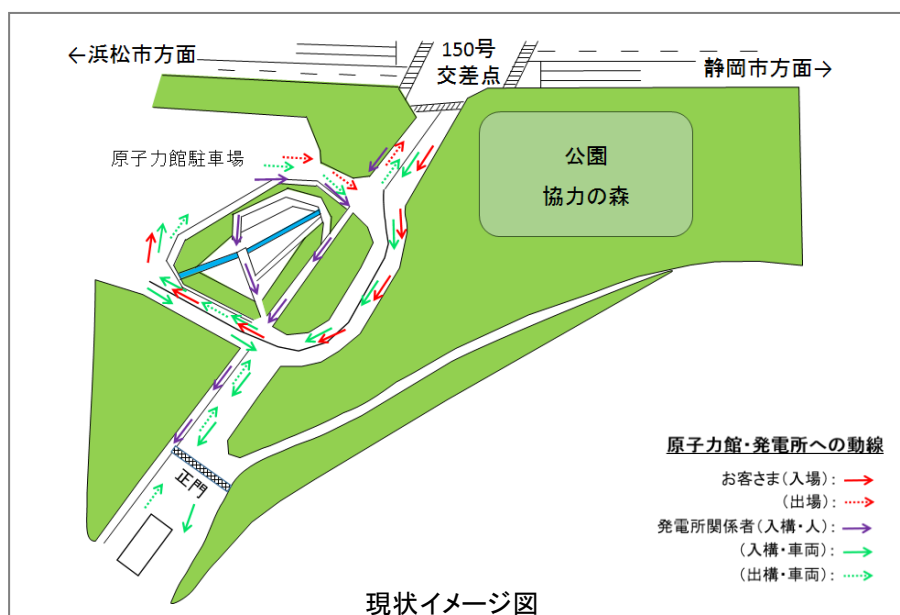 ←浜松市方面
150号
交差点
静岡市方面→
原子力館駐車場
公園
協力の森
正門
原子力館・発電所への動線
お客さま(入場):
(出場):
発電所関係者(入構・人):
(入構・車両):
(出構・車両):
現状イメージ図